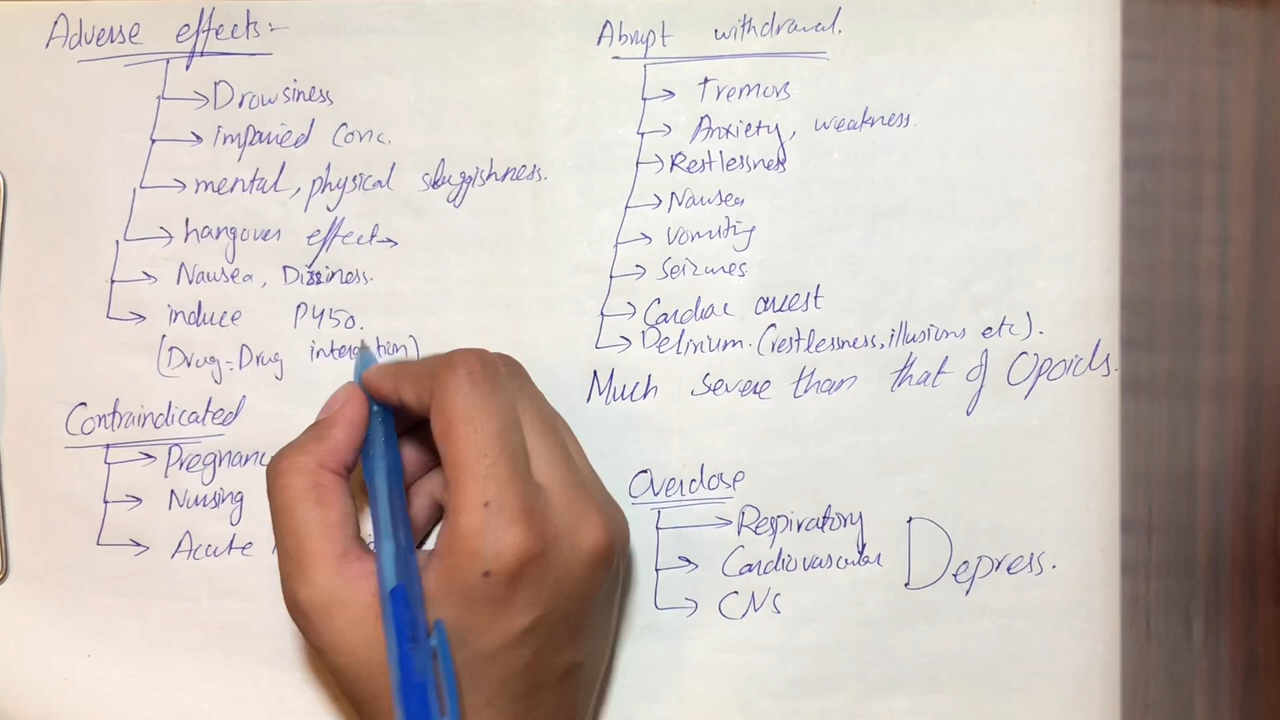 Adverse effects:-
Drowsiness
imparied Conc.
mental, physical sluggishness.
hangover effect
Nausea, Dizziness.
induce P450.
(Drug-Drug interaction)
Contraindicated
Pregnanc
Nursing
Acute
Abrupt withdrawal.
Tremors
Anxiety, weakness.
Restlessness
Nausea
vomiting
Seizures
Cardiac arrest
Delirium. (restlessness, illusions etc).
Much severe than that of Opoids.
Overdose
Respiratory
Cardiovascular
CNS
Depress.